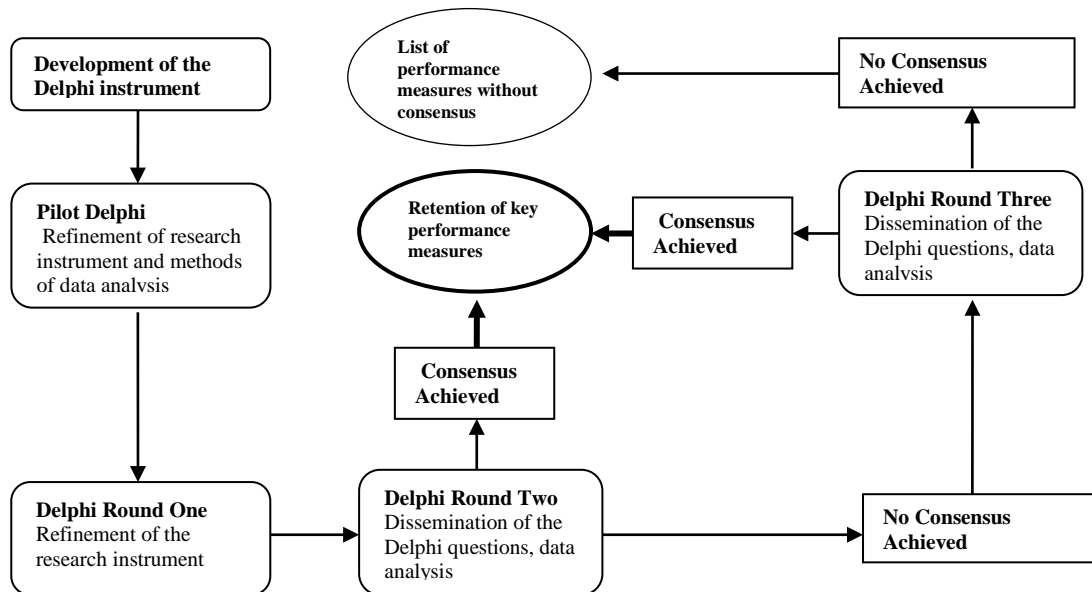 Development of the
Delphi instrument
List of
performance
measures without
consensus
No Consensus
Achieved
Pilot Delphi
Refinement of research
instrument and methods
of data analysis
Retention of key
performance
measures
Consensus
Achieved
Delphi Round Three
Dissemination of the
Delphi questions, data
analysis
Consensus
Achieved
Delphi Round One
Refinement of the
research instrument
Delphi Round Two
Dissemination of the
Delphi questions, data
analysis
No Consensus
Achieved